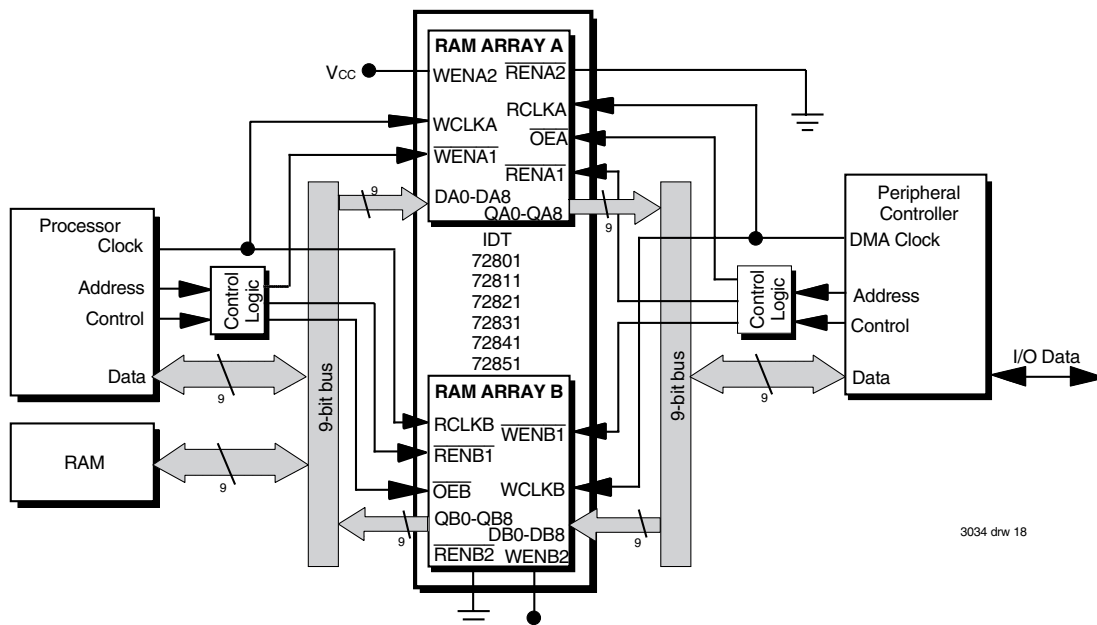 RAM ARRAY A
VCC
WENA2
RENA2
RCLKA
WCLKA
OEA
WENA1
RENA1
9
DA0-DA8
QA0-QA8
9
Processor
Clock
Address
Control
Data
9
Control
Logic
RAM
9
9-bit bus
IDT
72801
72811
72821
72831
72841
72851
RAM ARRAY B
RCLKB
WENB1
RENB1
OEB
WCLKB
QB0-QB8
9
DB0-DB8
9
RENB2
WENB2
9-bit bus
Control
Logic
Peripheral
Controller
DMA Clock
Address
Control
Data
9
I/O Data
3034 drw 18